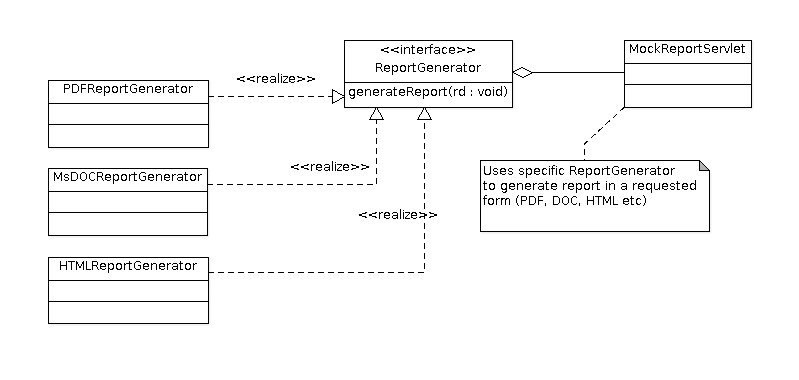 <<interface>>
ReportGenerator
generateReport(rd : void)
MockReportServlet
<<realize>>
PDFReportGenerator
<<realize>>
MsDOCReportGenerator
Uses specific ReportGenerator
to generate report in a requested
form (PDF, DOC, HTML etc)
<<realize>>
HTMLReportGenerator